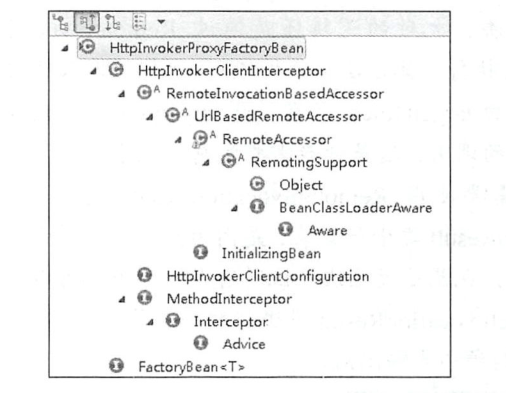 HttpInvokerProxyFactoryBean
HttpInvokerClientInterceptor
A RemoteInvocationBasedAccessor
A UrlBasedRemoteAccessor
A RemoteAccessor
A RemotingSupport
Object
BeanClassLoaderAware
Aware
InitializingBean
HttpInvokerClientConfiguration
MethodInterceptor
Interceptor
Advice
FactoryBean<T>